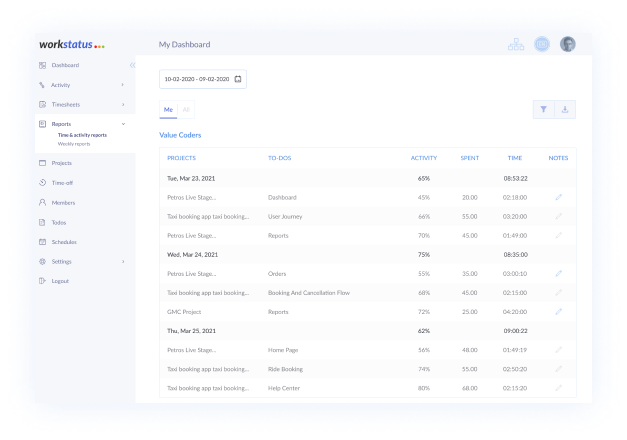 workstatus
My Dashboard
Dashboard
Activity
Timesheets
Reports
Time & activity reports
Weekly reports
Projects
Time-off
Members
Todos
Schedules
Settings
Logout
10-02-2020 - 09-02-2020
Me All
Value Coders
PROJECTS TO-DOS ACTIVITY SPENT TIME NOTES
Tue, Mar 23, 2021 65% 08:53:22
Petros Live Stage... Dashboard 45% 20.00 02:18:00
Taxi booking app taxi booking... User Journey 66% 55.00 03:20:00
Petros Live Stage... Reports 70% 45.00 01:49:00
Wed, Mar 24, 2021 75% 08:35:00
Petros Live Stage... Orders 55% 35.00 03:00:10
Taxi booking app taxi booking... Booking And Cancellation Flow 68% 45.00 02:15:00
GMC Project Reports 72% 25.00 04:20:00
Thu, Mar 25, 2021 62% 09:00:22
Petros Live Stage... Home Page 56% 48.00 01:49:19
Taxi booking app taxi booking... Ride Booking 74% 55.00 02:50:20
Taxi booking app taxi booking... Help Center 80% 68.00 02:15:20